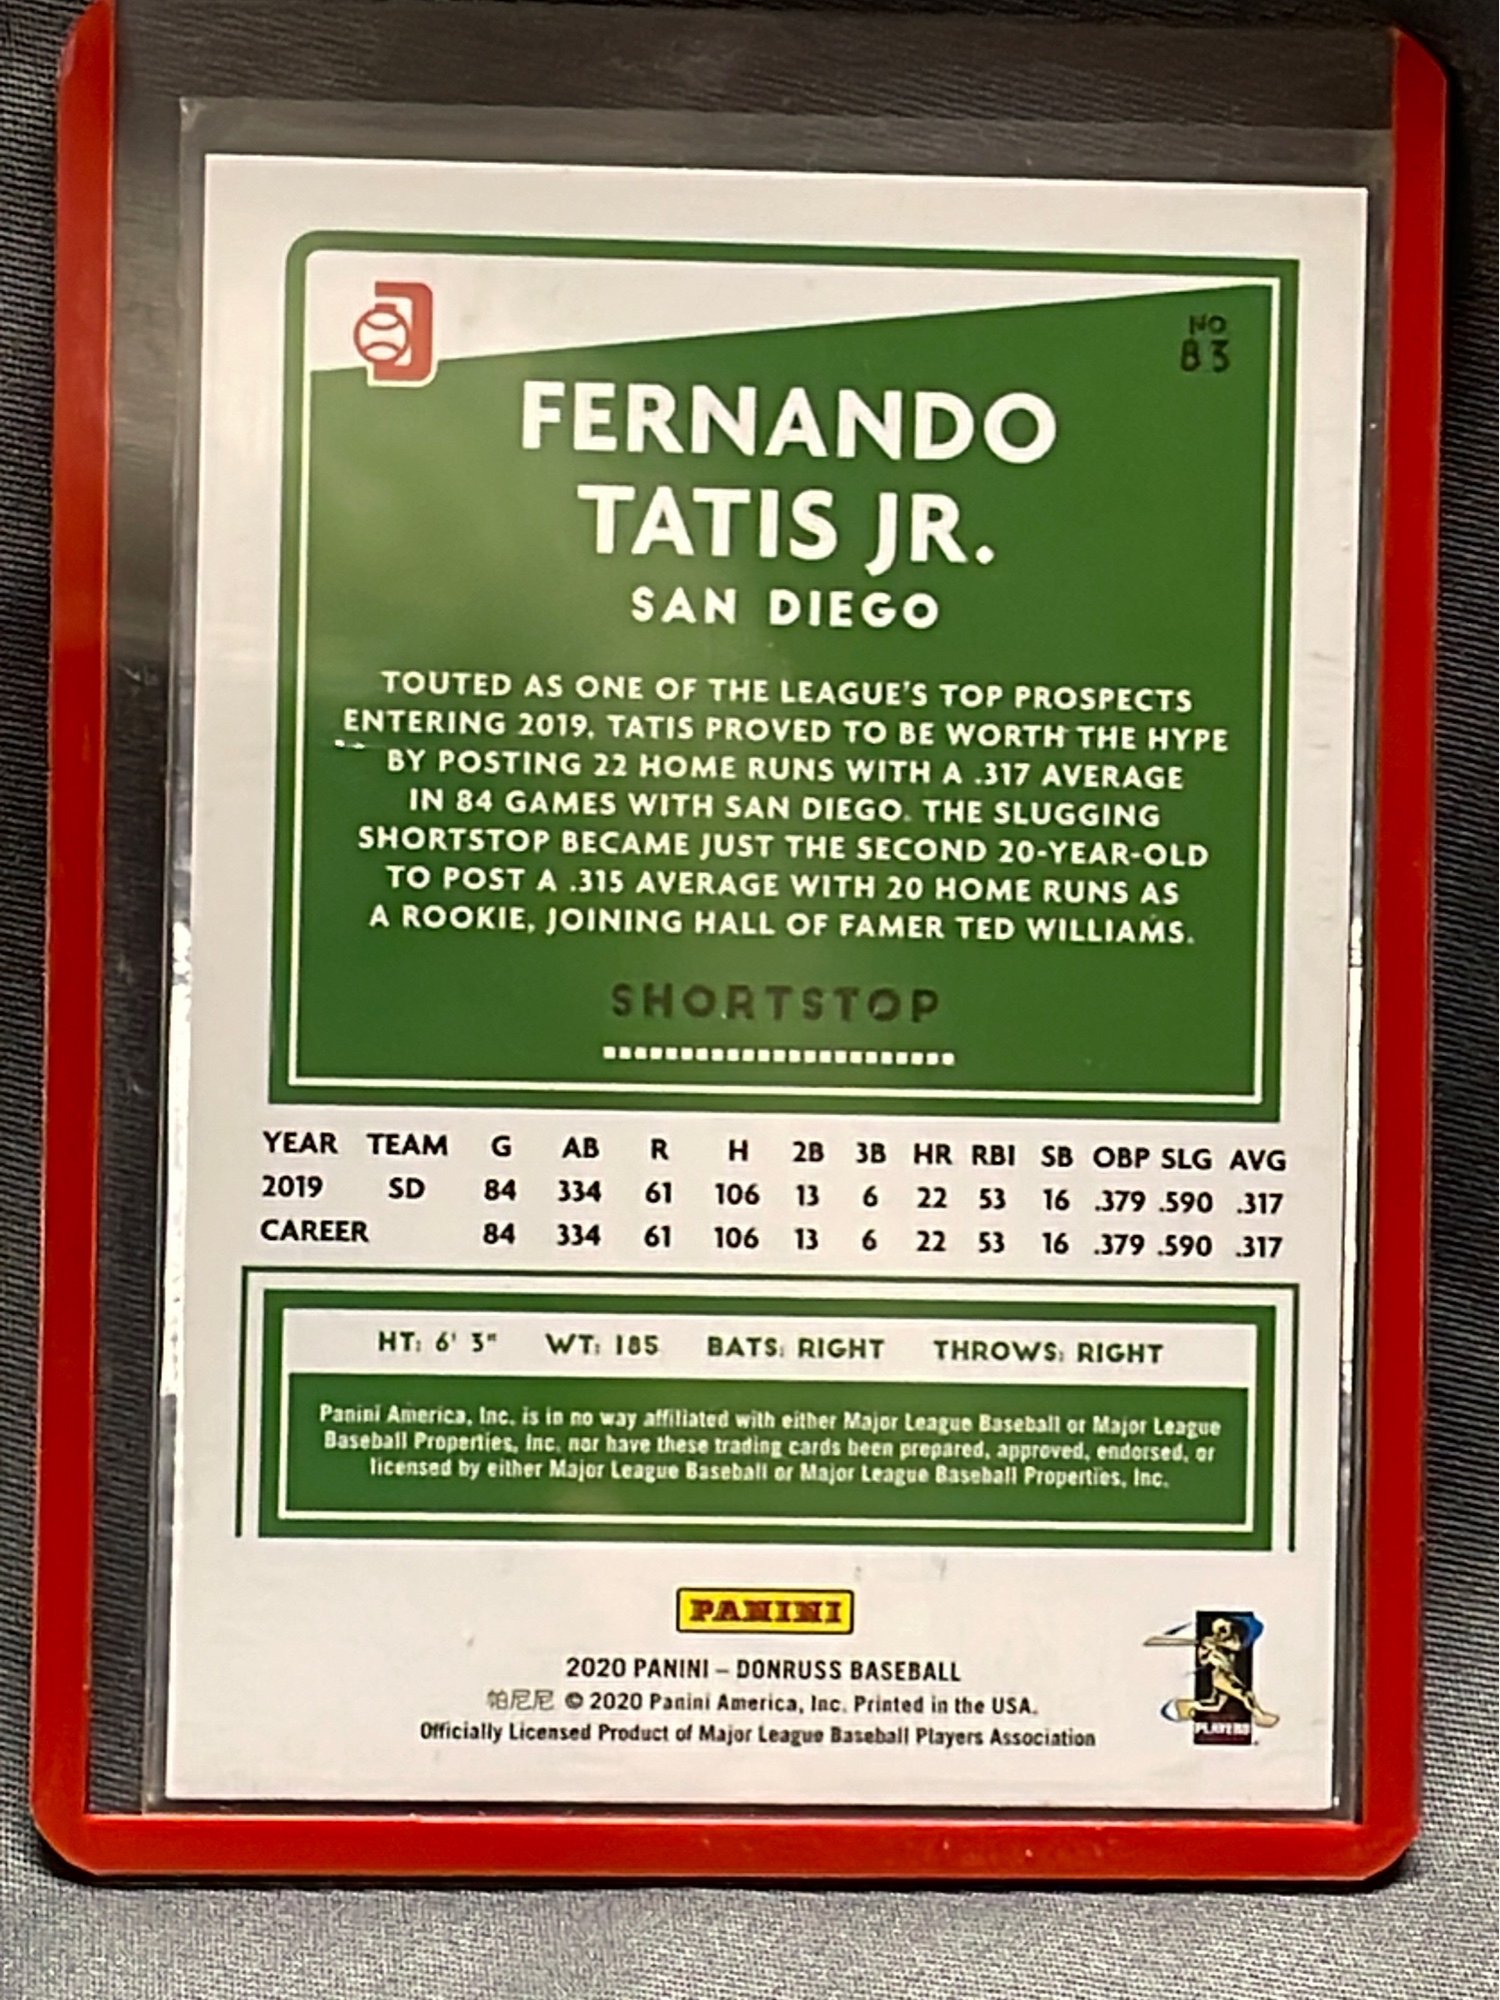 NO
83
FERNANDO
TATIS JR.
SAN DIEGO
TOUTED AS ONE OF THE LEAGUE'S TOP PROSPECTS
ENTERING 2019, TATIS PROVED TO BE WORTH THE HYPE
BY POSTING 22 HOME RUNS WITH A .317 AVERAGE
IN 84 GAMES WITH SAN DIEGO. THE SLUGGING
SHORTSTOP BECAME JUST THE SECOND 20-YEAR-OLD
TO POST A .315 AVERAGE WITH 20 HOME RUNS AS
A ROOKIE, JOINING HALL OF FAMER TED WILLIAMS.
SHORTSTOP
YEAR TEAM G AB R H 2B 3B HR RBI SB OBP SLG AVG
2019 SD 84 334 61 106 13 6 22 53 16 .379 .590 .317
CAREER 84 334 61 106 13 6 22 53 16 .379 .590 .317
HT: 6' 3" WT: 185 BATS: RIGHT THROWS: RIGHT
Panini America, Inc. is in no way affiliated with either Major League Baseball or Major League
Baseball Properties, Inc. nor have these trading cards been prepared, approved, endorsed, or
licensed by either Major League Baseball or Major League Baseball Properties, Inc.
PANINI
2020 PANINI – DONRUSS BASEBALL
帕尼尼 © 2020 Panini America, Inc. Printed in the USA.
Officially Licensed Product of Major League Baseball Players Association
PLAYERS